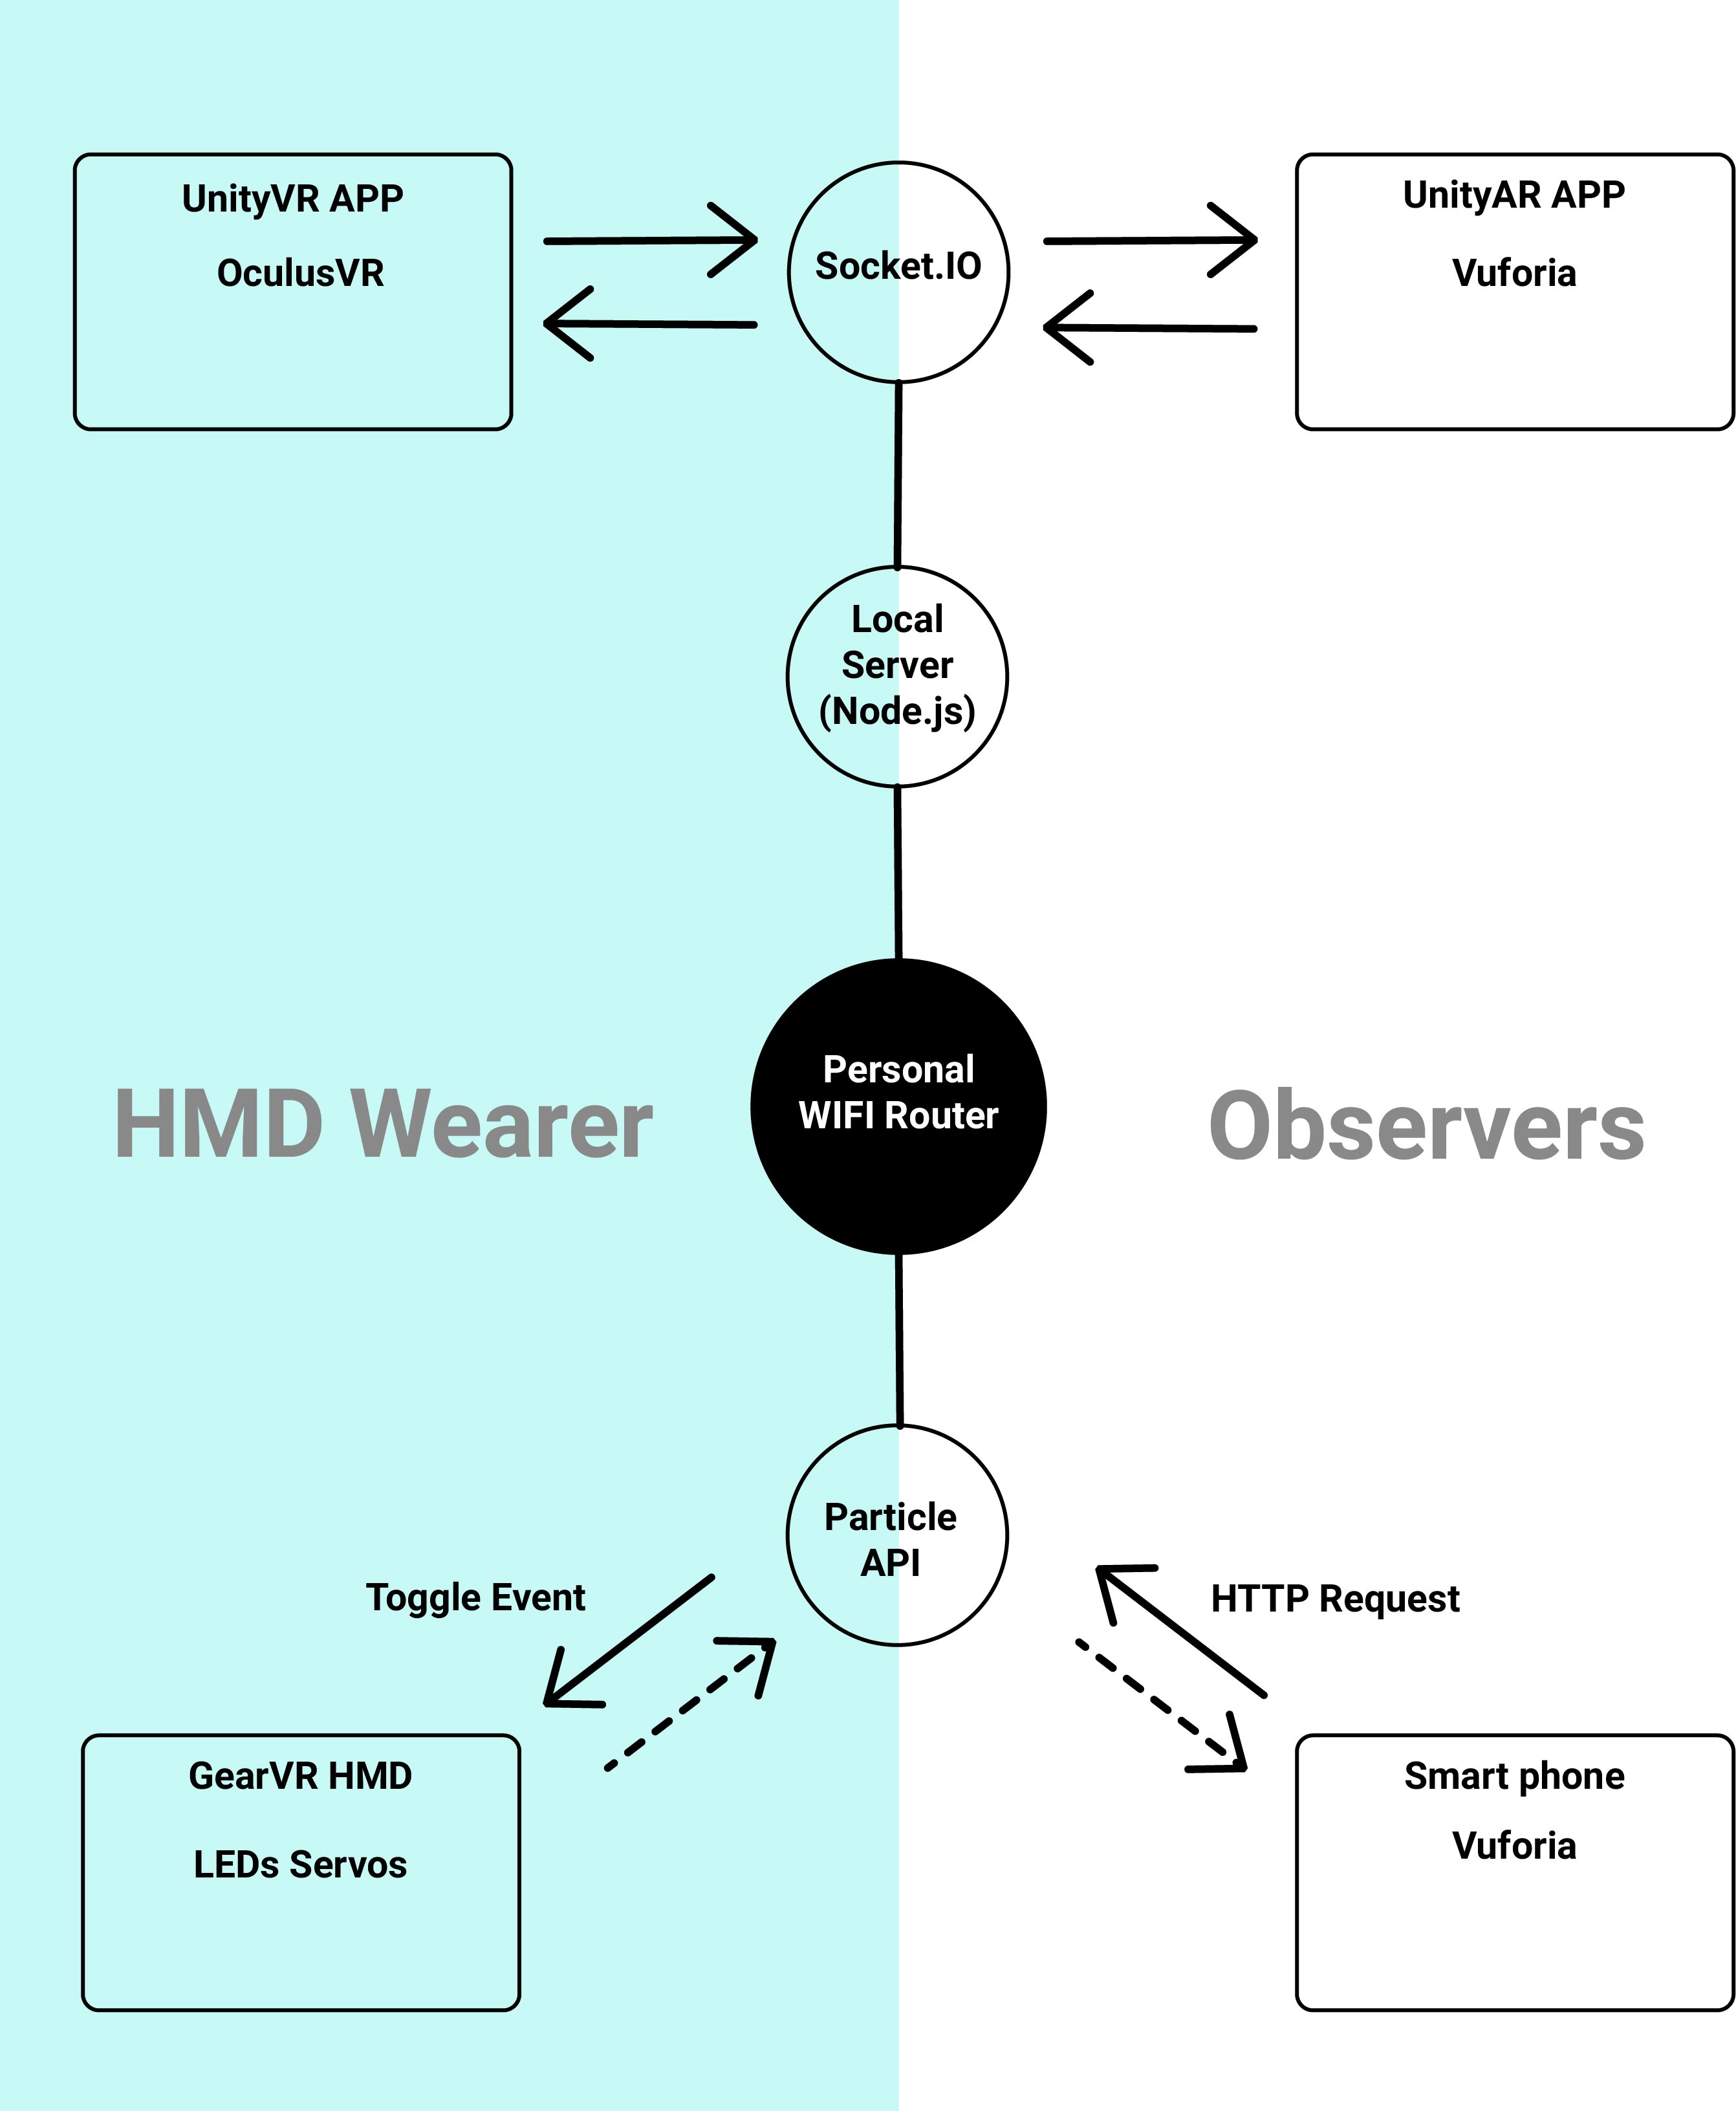 UnityVR APP
OculusVR
Socket.IO
UnityAR APP
Vuforia
Local
Server
(Node.js)
HMD Wearer
Personal
WIFI Router
Observers
Particle
API
Toggle Event
HTTP Request
GearVR HMD
LEDs Servos
Smart phone
Vuforia